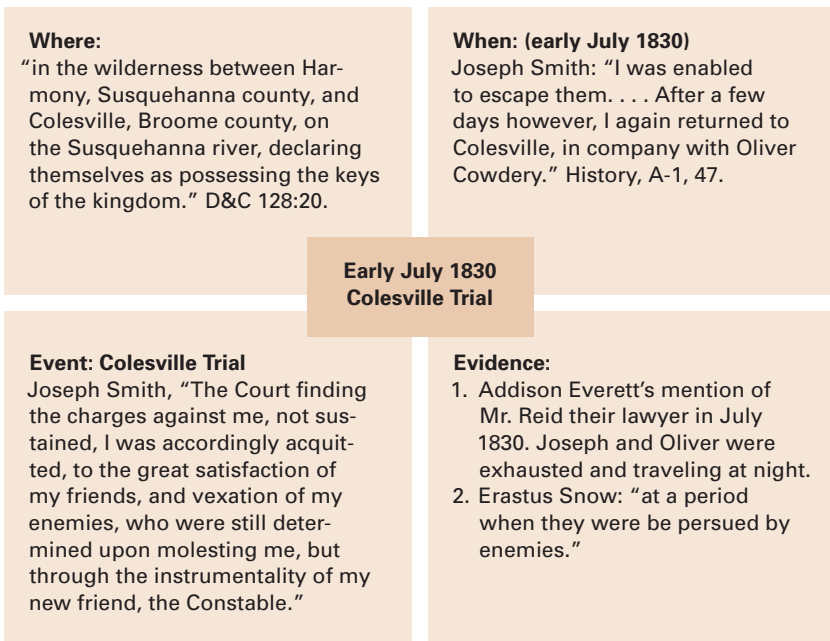 Where:
“in the wilderness between Har-
mony, Susquehanna county, and
Colesville, Broome county, on
the Susquehanna river, declaring
themselves as possessing the keys
of the kingdom.” D&C 128:20.
When: (early July 1830)
Joseph Smith: “I was enabled
to escape them. . . . After a few
days however, I again returned to
Colesville, in company with Oliver
Cowdery.” History, A-1, 47.
Early July 1830
Colesville Trial
Event: Colesville Trial
Joseph Smith, “The Court finding
the charges against me, not sus-
tained, I was accordingly acquit-
ted, to the great satisfaction of
my friends, and vexation of my
enemies, who were still deter-
mined upon molesting me, but
through the instrumentality of my
new friend, the Constable.”
Evidence:
1. Addison Everett’s mention of
Mr. Reid their lawyer in July
1830. Joseph and Oliver were
exhausted and traveling at night.
2. Erastus Snow: “at a period
when they were be persued by
enemies.”